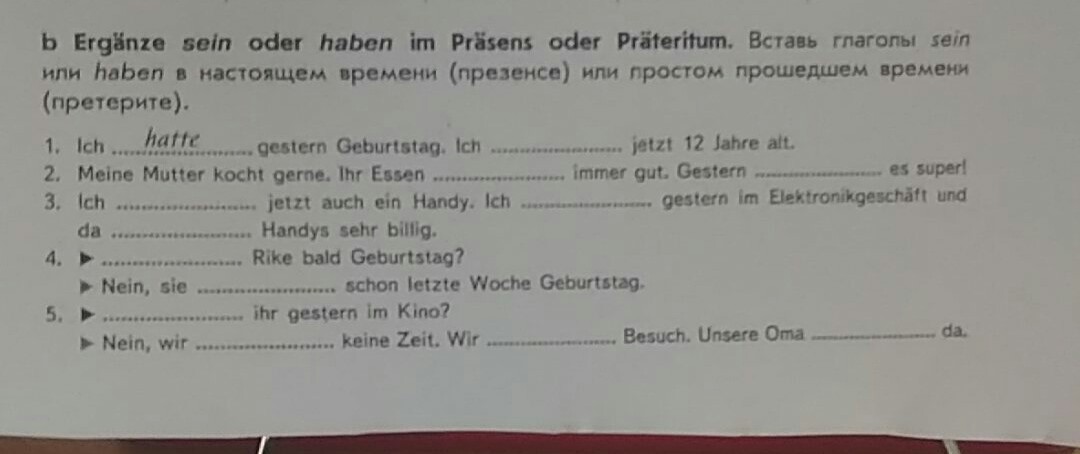 b Ergänze sein oder haben im Präsens oder Präteritum. Вставь глаголы sein
или haben в настоящем времени (презенсе) или простом прошедшем времени
(претерите).
1. Ich ....hatte.... gestern Geburtstag. Ich ........................ jetzt 12 Jahre alt.
2. Meine Mutter kocht gerne. Ihr Essen ........................ immer gut. Gestern ........................ es super!
3. Ich ........................ jetzt auch ein Handy. Ich ........................ gestern im Elektronikgeschäft und
da ........................ Handys sehr billig.
4. ▶ ........................ Rike bald Geburtstag?
▶ Nein, sie ........................ schon letzte Woche Geburtstag.
5. ▶ ........................ ihr gestern im Kino?
▶ Nein, wir ........................ keine Zeit. Wir ........................ Besuch. Unsere Oma ........................ da.